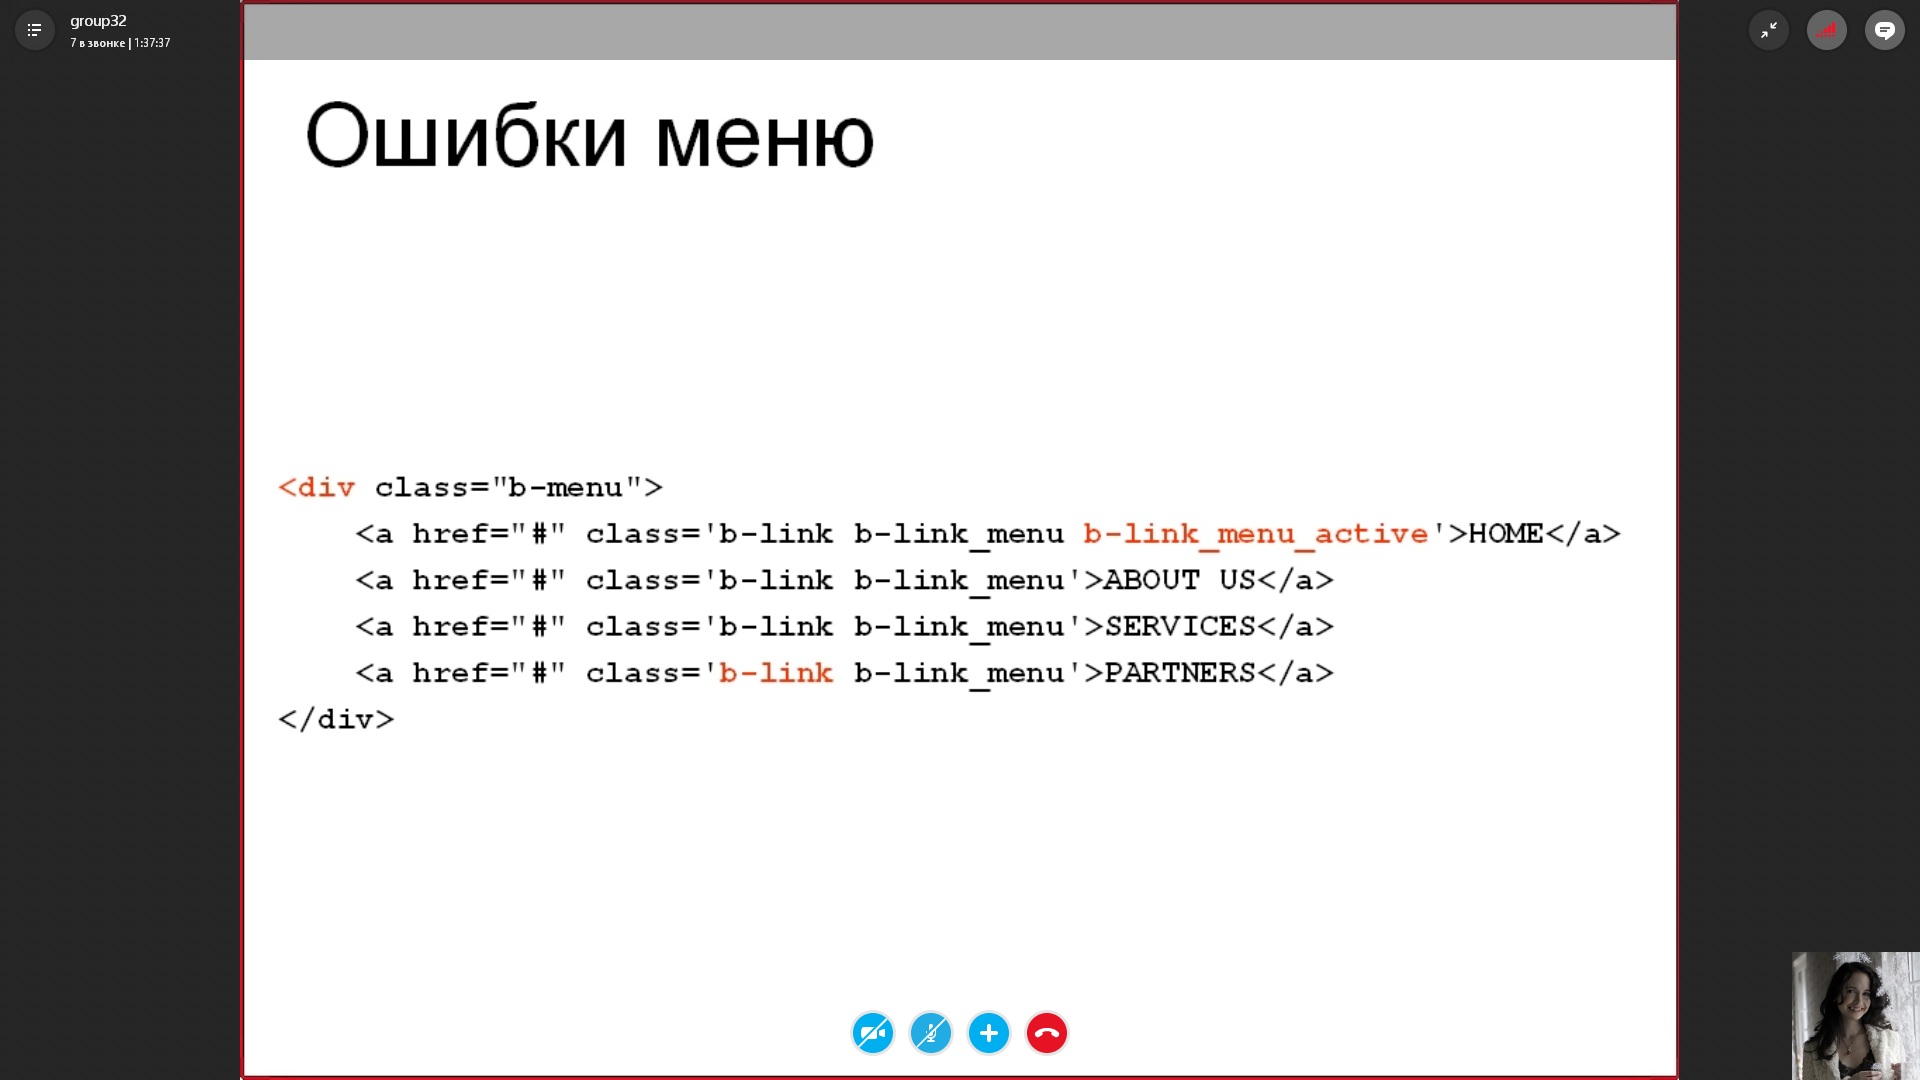 group32
7 в звонке | 1:37:37
Ошибки меню
<div class="b-menu">
<a href="#" class='b-link b-link_menu b-link_menu_active'>HOME</a>
<a href="#" class='b-link b-link_menu'>ABOUT US</a>
<a href="#" class='b-link b-link_menu'>SERVICES</a>
<a href="#" class='b-link b-link_menu'>PARTNERS</a>
</div>